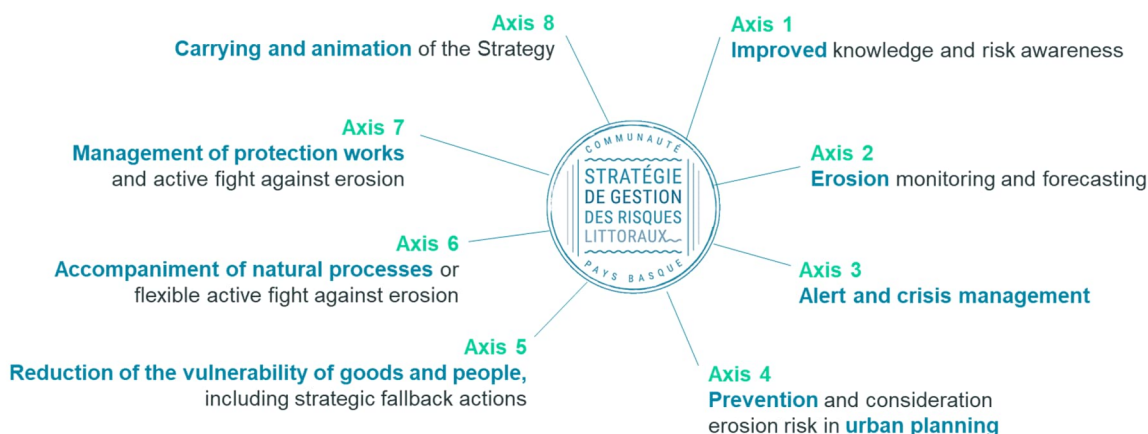 Axis 8
Carrying and animation of the Strategy
Axis 1
Improved knowledge and risk awareness
Axis 7
Management of protection works
and active fight against erosion
Axis 2
Erosion monitoring and forecasting
Axis 6
Accompaniment of natural processes or
flexible active fight against erosion
Axis 3
Alert and crisis management
Axis 5
Reduction of the vulnerability of goods and people,
including strategic fallback actions
Axis 4
Prevention and consideration
erosion risk in urban planning
COMMUNAUTÉ
STRATÉGIE
DE GESTION
DES RISQUES
LITTORAUX
PAYS BASQUE